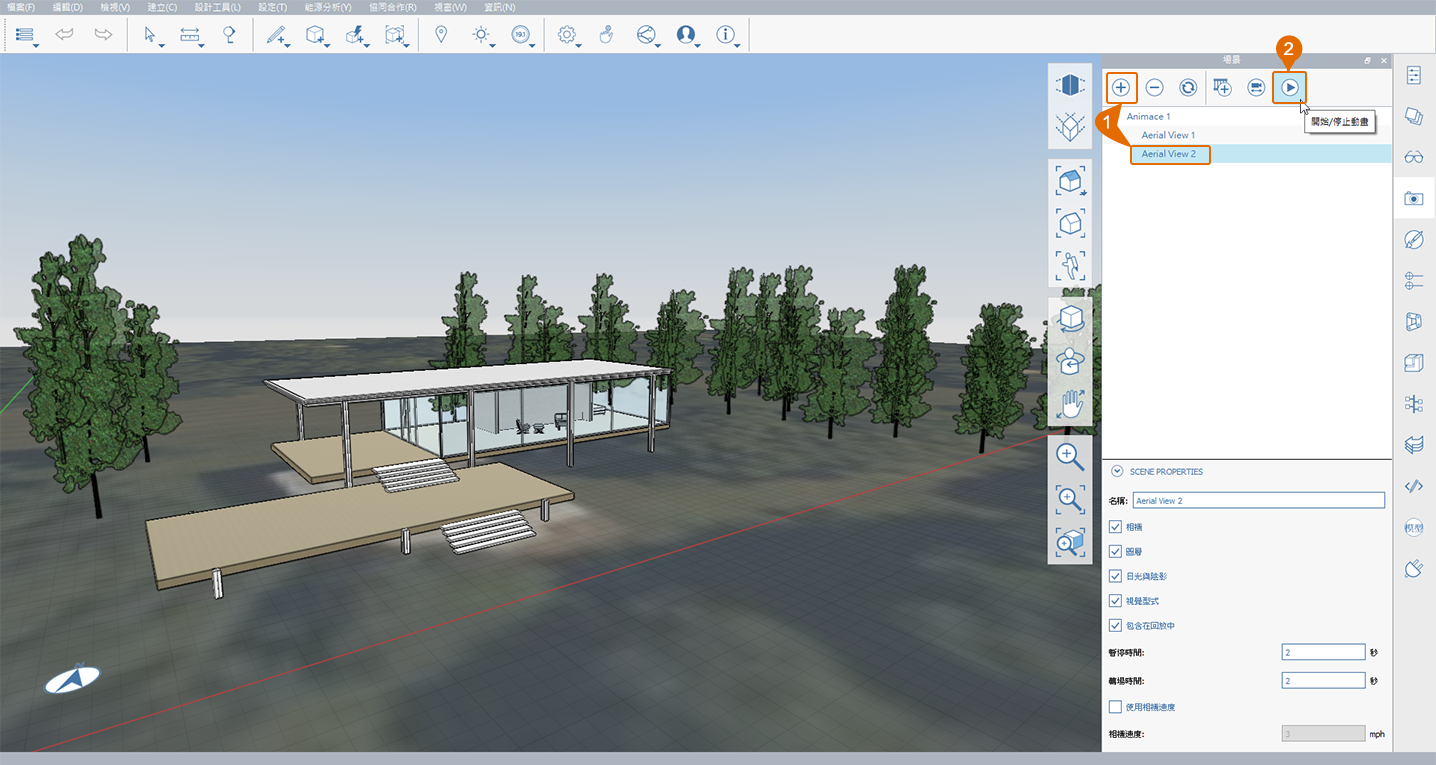 檔案(F) 編輯(D) 檢視(V) 建立(C) 設計工具(L) 設定(T) 能源分析(Y) 協同合作(R) 視窗(W) 資訊(N)
19.1
場景
2
1
Animace 1
開始/停止動畫
Aerial View 1
Aerial View 2
SCENE PROPERTIES
名稱: Aerial View 2
相機
圖層
日光與陰影
視覺型式
包含在回放中
暫停時間: 2 秒
轉場時間: 2 秒
使用相機速度
相機速度: 3 mph
模型
N